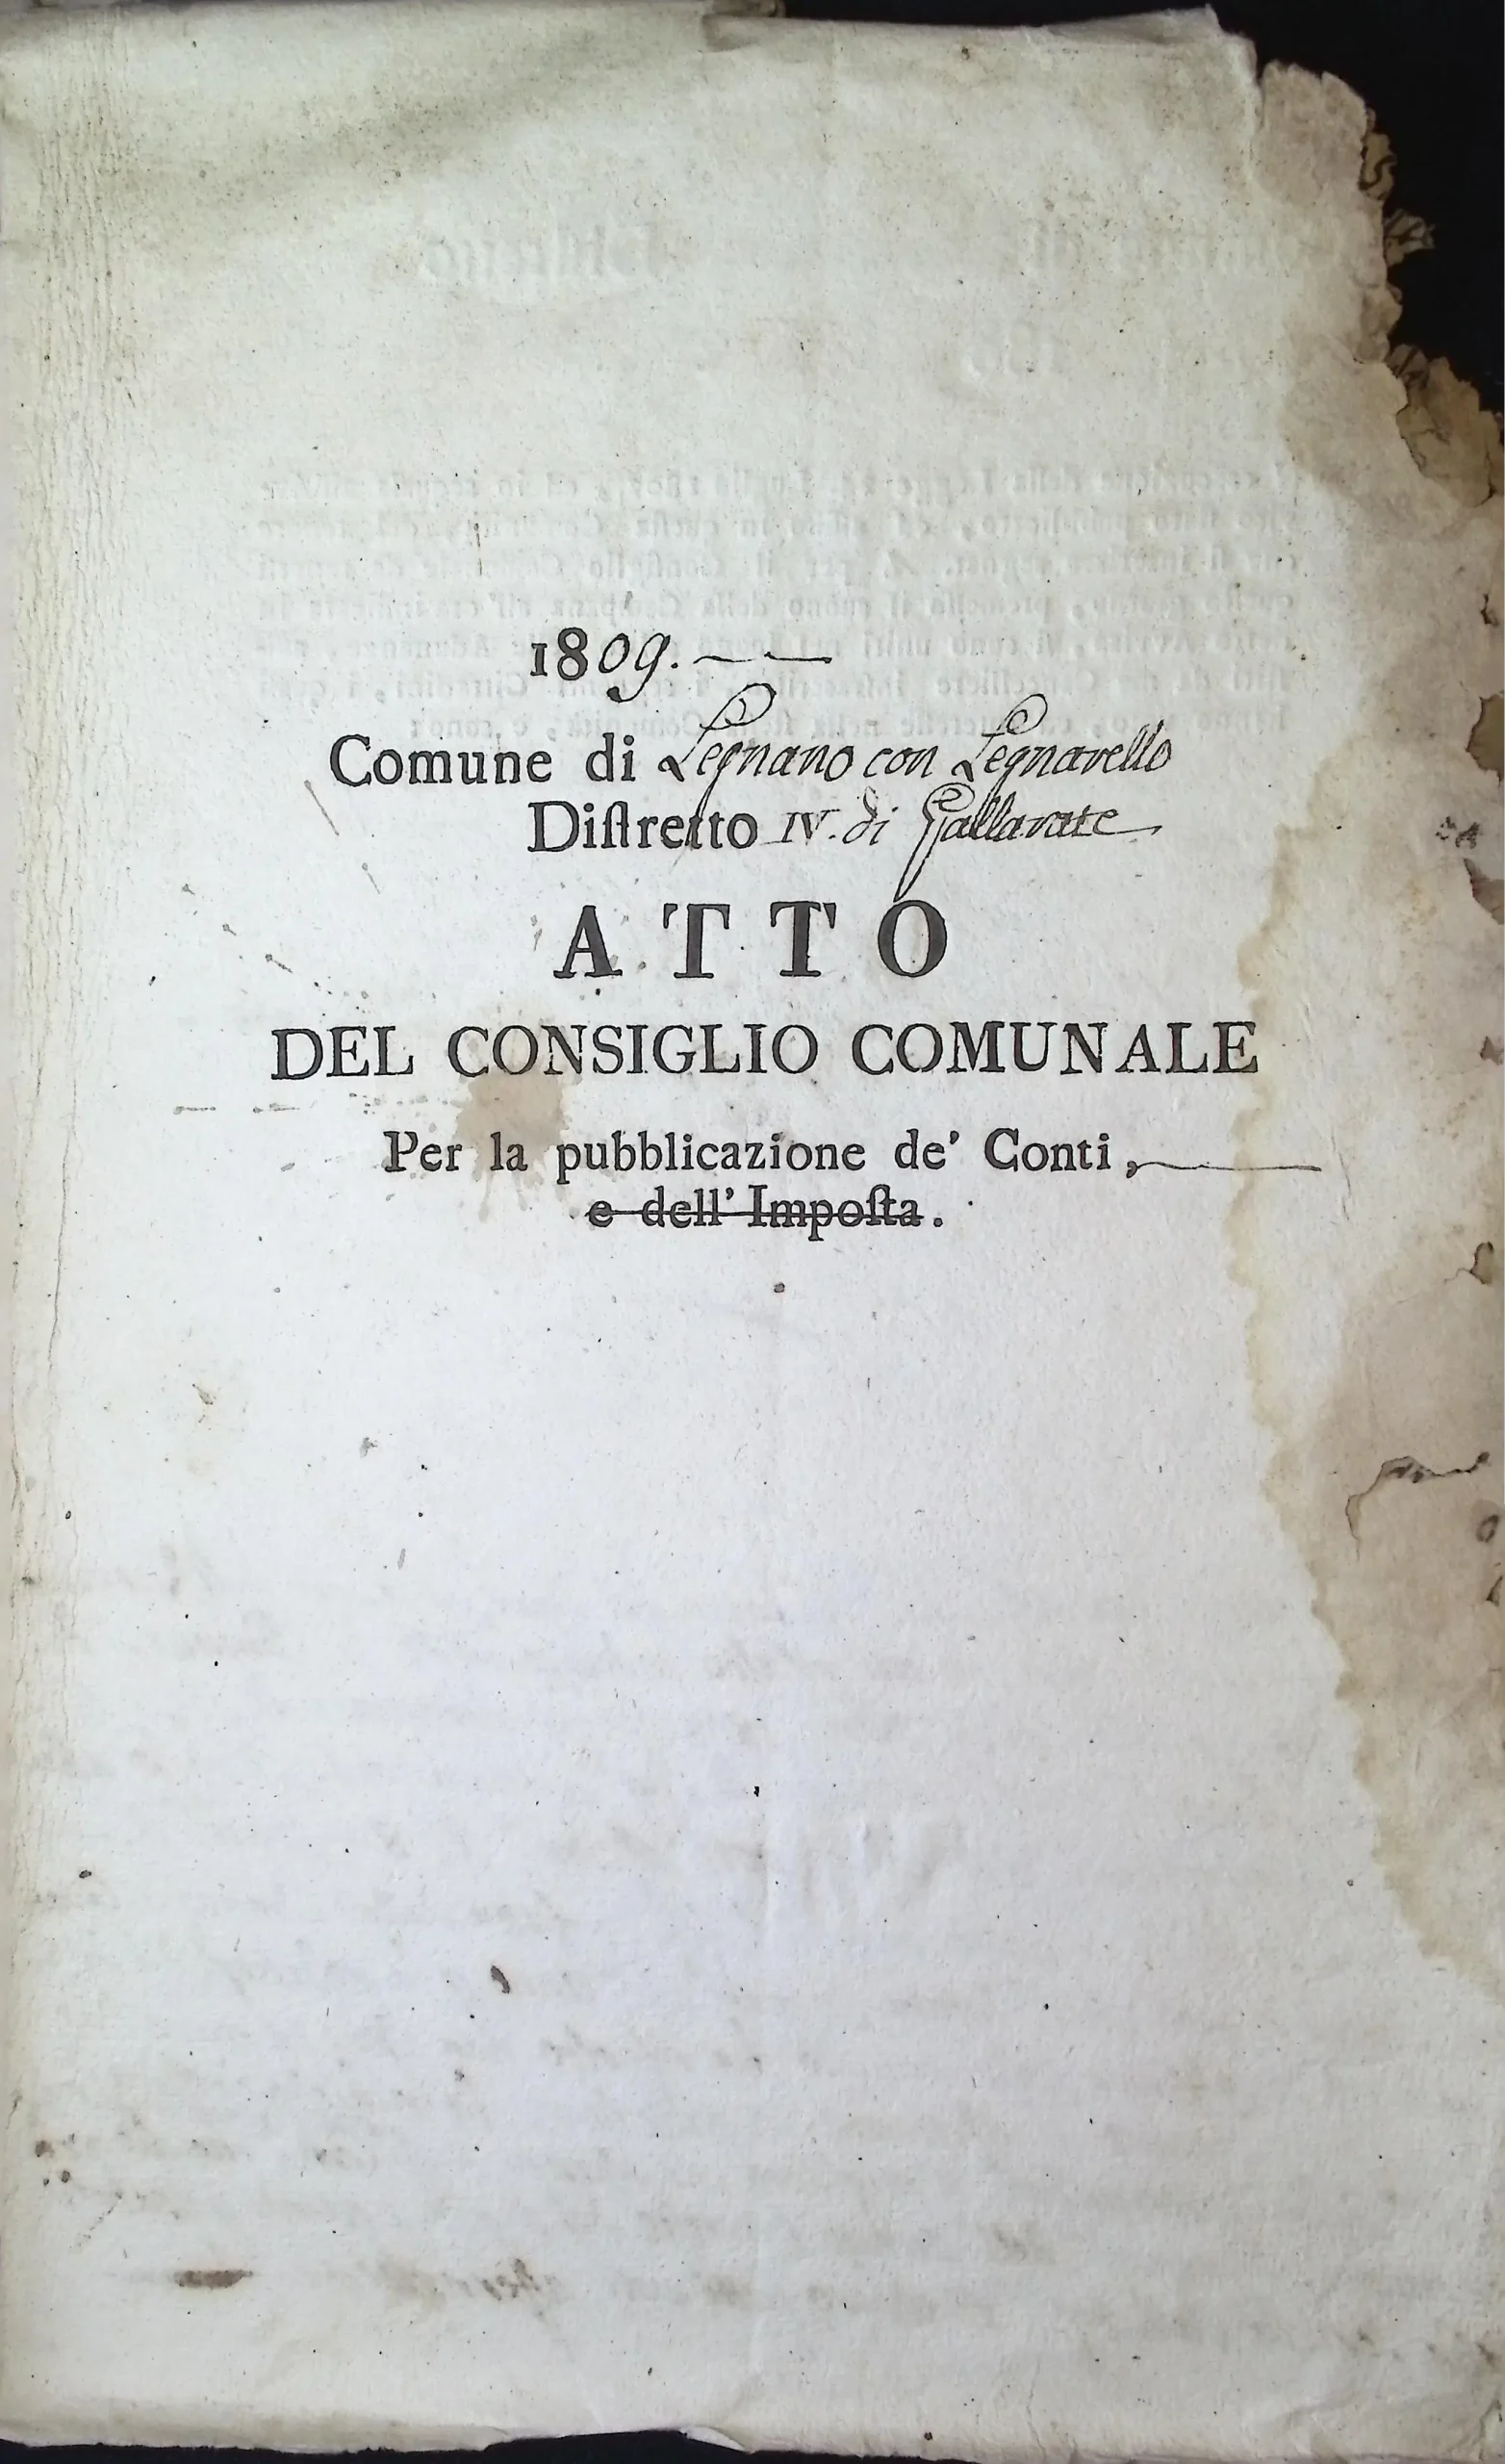 1809. — —
Comune di Legnano con Legnarello
Diſtretto IV. di Gallarate
ATTO
DEL CONSIGLIO COMUNALE
Per la pubblicazione de' Conti,
e dell' Impoſta.